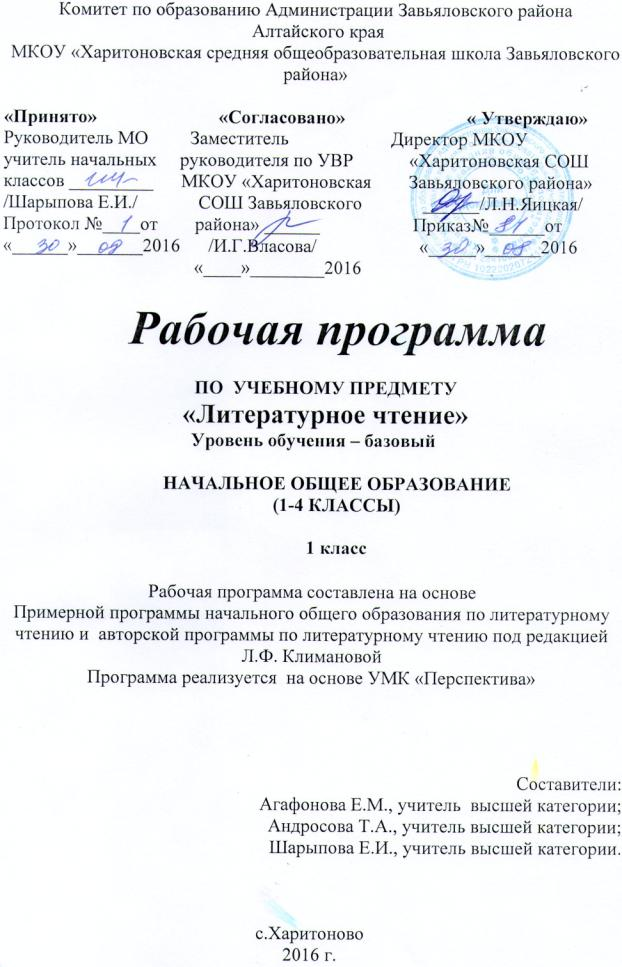 Комитет по образованию Администрации Завьяловского района
Алтайского края
МКОУ «Харитоновская средняя общеобразовательная школа Завьяловского
района»
«Принято» «Согласовано» « Утверждаю»
Руководитель МО Заместитель Директор МКОУ
учитель начальных руководителя по УВР «Харитоновская СОШ
классов _________ МКОУ «Харитоновская Завьяловского района»
/Шарыпова Е.И./ СОШ Завьяловского ______/Л.Н.Яицкая/
Протокол № 1 от района» ______ Приказ№ 81 от
« 30 » 08 2016 /И.Г.Власова/ « 30 » 08 2016
«____»________2016
Рабочая программа
ПО УЧЕБНОМУ ПРЕДМЕТУ
«Литературное чтение»
Уровень обучения – базовый
НАЧАЛЬНОЕ ОБЩЕЕ ОБРАЗОВАНИЕ
(1-4 КЛАССЫ)
1 класс
Рабочая программа составлена на основе
Примерной программы начального общего образования по литературному
чтению и авторской программы по литературному чтению под редакцией
Л.Ф. Климановой
Программа реализуется на основе УМК «Перспектива»
Составители:
Агафонова Е.М., учитель высшей категории;
Андросова Т.А., учитель высшей категории;
Шарыпова Е.И., учитель высшей категории.
с.Харитоново
2016 г.